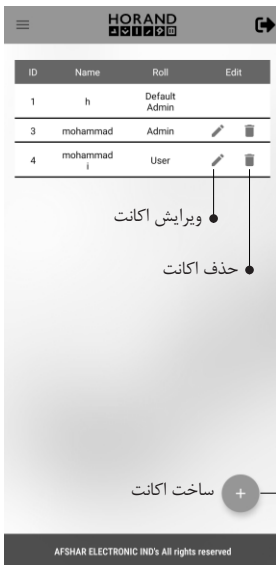 HORAND
ID Name Roll Edit
1 h Default Admin
3 mohammad Admin
4 mohammad i User
ویرایش اکانت
حذف اکانت
ساخت اکانت
+
AFSHAR ELECTRONIC IND's All rights reserved